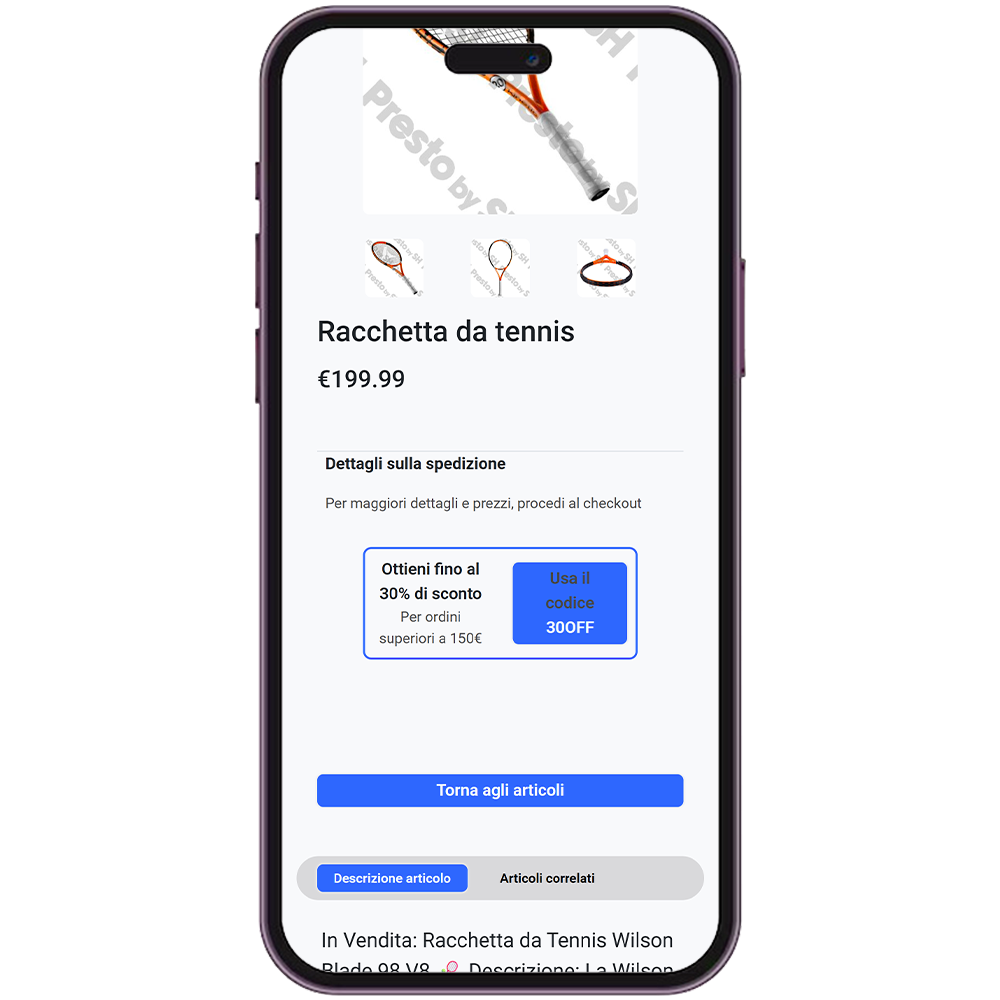 Presto by SH
Racchetta da tennis
€199.99
Dettagli sulla spedizione
Per maggiori dettagli e prezzi, procedi al checkout
Ottieni fino al
30% di sconto
Per ordini
superiori a 150€
Usa il
codice
30OFF
Torna agli articoli
Descrizione articolo
Articoli correlati
In Vendita: Racchetta da Tennis Wilson
Blade 98 V8 🎾 Descrizione: La Wilson